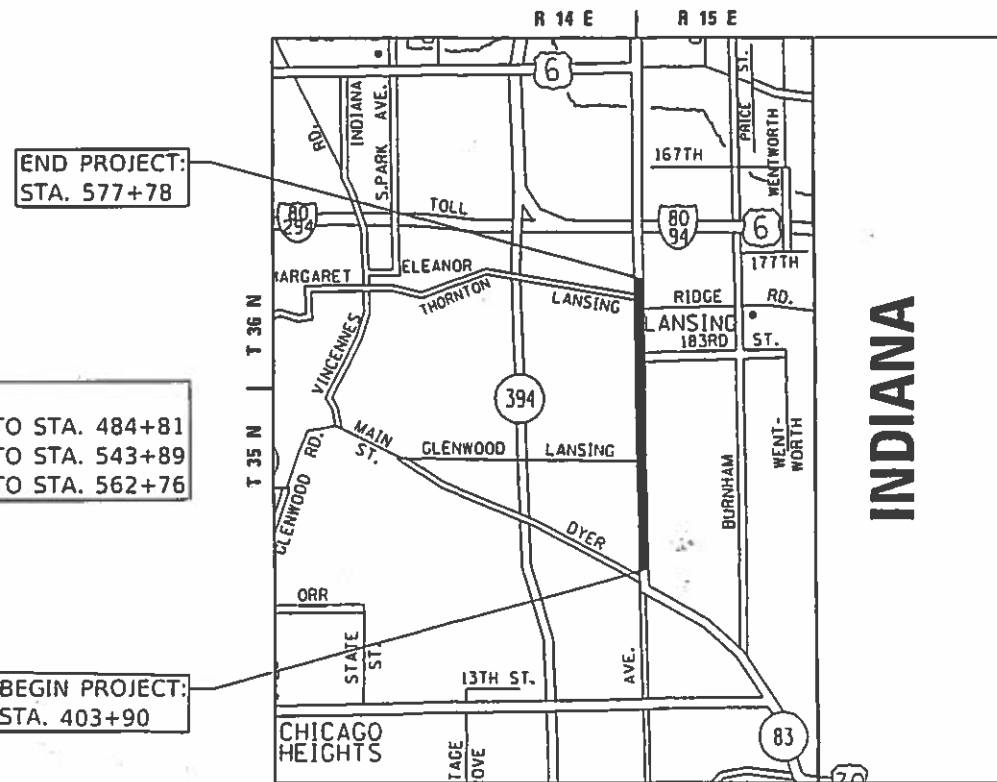 R 14 E
R 15 E
6
INDIANA
RD.
S.PARK AVE.
PRICE ST.
WENTWORTH
167TH
END PROJECT:
STA. 577+78
80
294
TOLL
80
94
6
177TH
ARGARET
ELEANOR
THORNTON
LANSING
RIDGE RD.
LANSING
183RD ST.
T 36 N
VINCENNES
INDIANA
394
TO STA. 484+81
TO STA. 543+89
TO STA. 562+76
T 35 N
GLENWOOD RD.
MAIN ST.
GLENWOOD LANSING
BURNHAM
WENT-
WORTH
DYER
ORR
STATE ST.
AVE.
BEGIN PROJECT:
STA. 403+90
13TH ST.
CHICAGO
HEIGHTS
TAGE
OVE
83